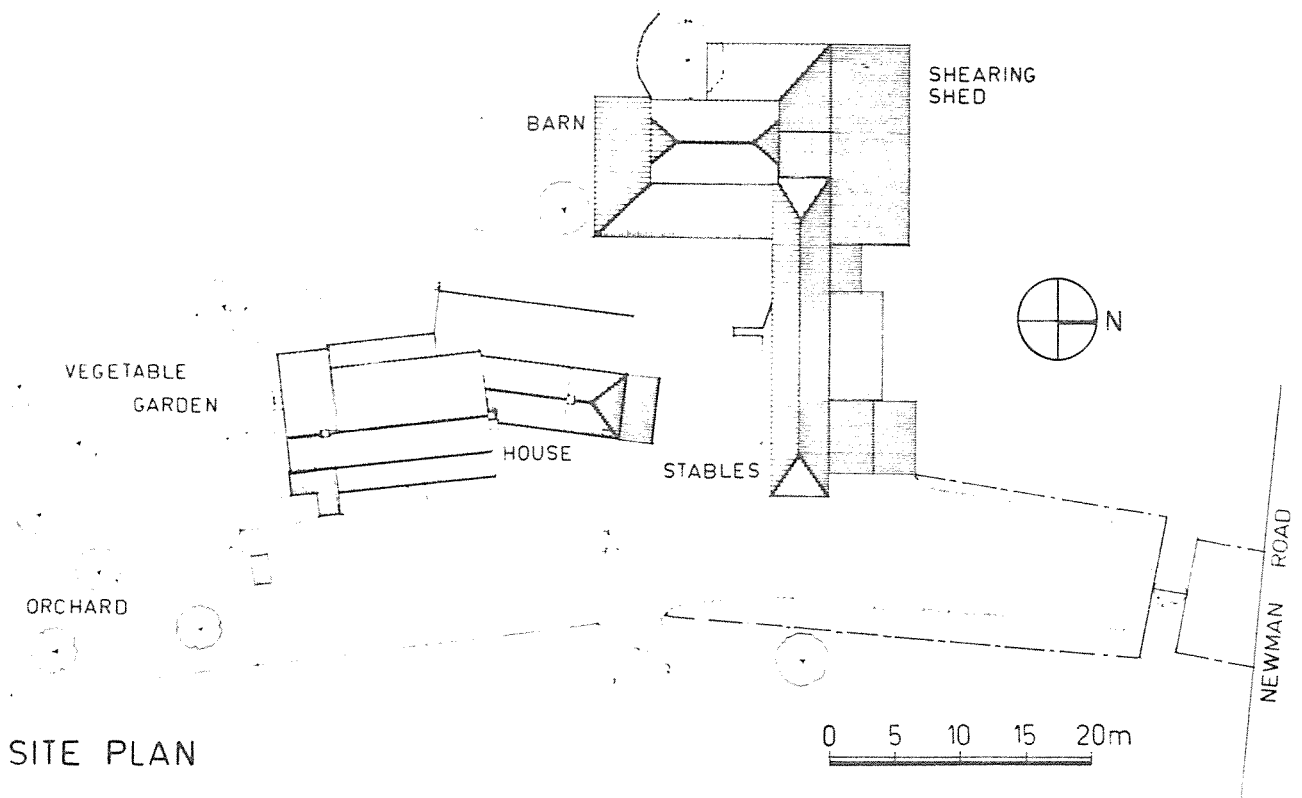 SHEARING
SHED
BARN
N
VEGETABLE
GARDEN
HOUSE
STABLES
NEWMAN ROAD
ORCHARD
SITE PLAN
0 5 10 15 20m